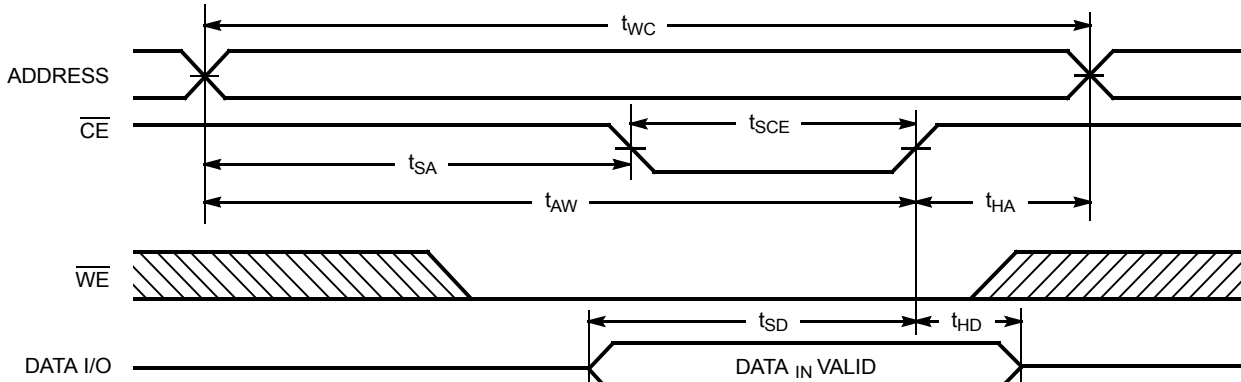 tWC
ADDRESS
CE
tSCE
tSA
tAW
tHA
WE
tSD
tHD
DATA I/O
DATA IN VALID